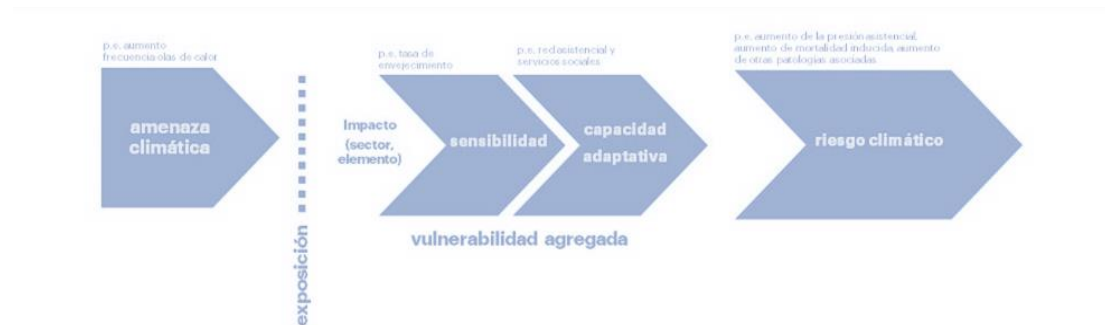 p.e. aumento
frecuencia olas de calor
amenaza
climática
exposición
Impacto
(sector,
elemento)
p.e. tasa de
envejecimiento
sensibilidad
p.e. red asistencial y
servicios sociales
capacidad
adaptativa
vulnerabilidad agregada
p.e. aumento de la presión asistencial,
aumento de mortalidad inducida, aumento
de otras patologías asociadas
riesgo climático